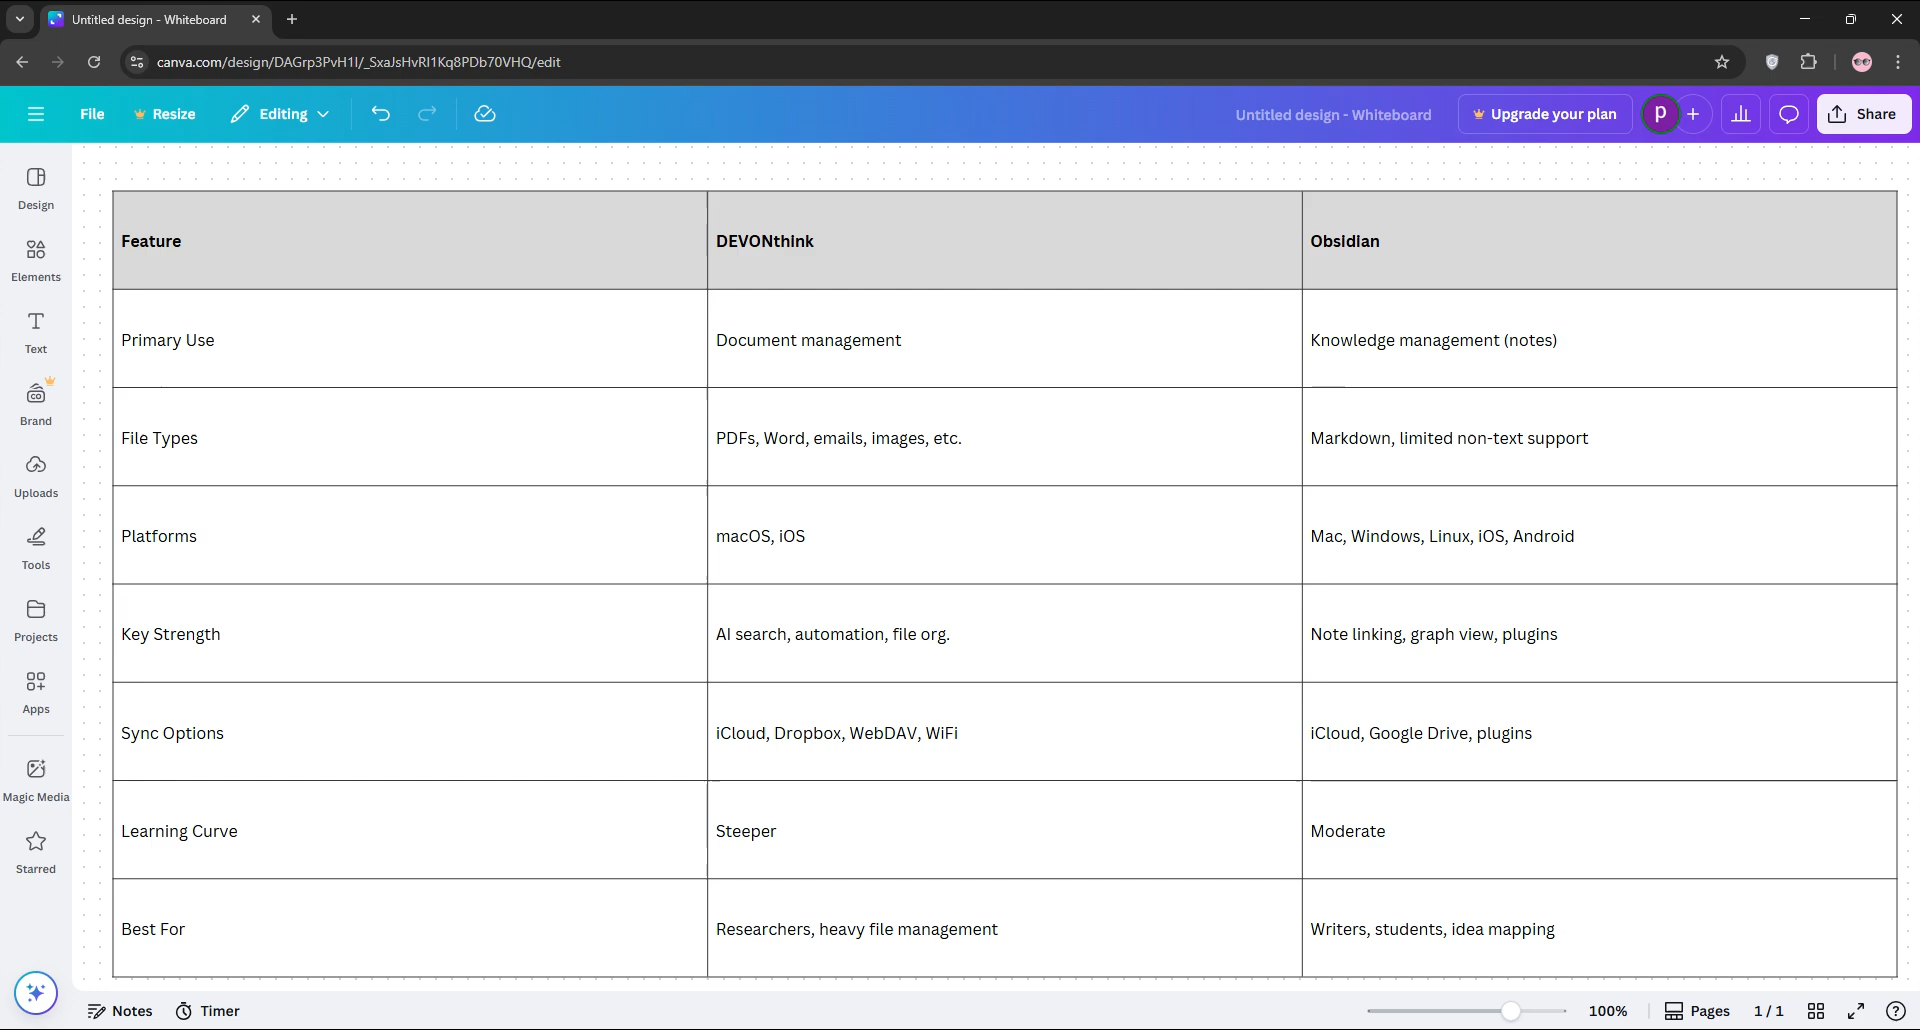 Untitled design - Whiteboard
canva.com/design/DAGrp3PvH1I/_SxaJsHvRI1Kq8PDb70VHQ/edit
File Resize Editing Untitled design - Whiteboard Upgrade your plan p Share
Design
Elements
Text
Brand
Uploads
Tools
Projects
Apps
Magic Media
Starred
Feature DEVONthink Obsidian
Primary Use Document management Knowledge management (notes)
File Types PDFs, Word, emails, images, etc. Markdown, limited non-text support
Platforms macOS, iOS Mac, Windows, Linux, iOS, Android
Key Strength AI search, automation, file org. Note linking, graph view, plugins
Sync Options iCloud, Dropbox, WebDAV, WiFi iCloud, Google Drive, plugins
Learning Curve Steeper Moderate
Best For Researchers, heavy file management Writers, students, idea mapping
Notes Timer 100% Pages 1 / 1